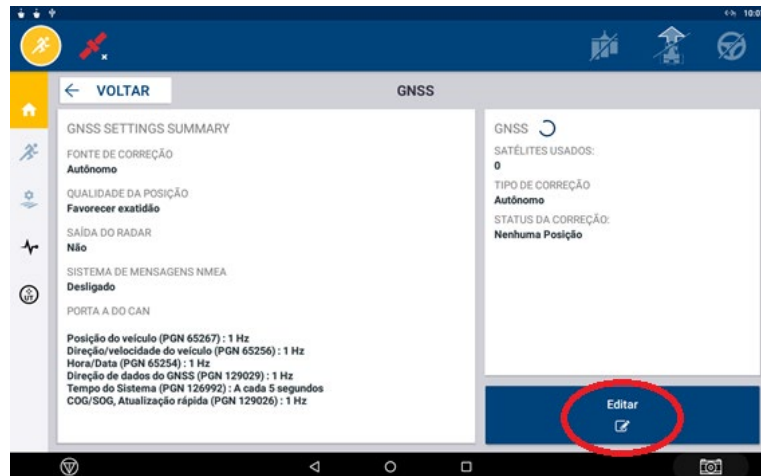 10:0
VOLTAR
GNSS
GNSS SETTINGS SUMMARY
FONTE DE CORREÇÃO
Autônomo
QUALIDADE DA POSIÇÃO
Favorecer exatidão
SAÍDA DO RADAR
Não
SISTEMA DE MENSAGENS NMEA
Desligado
PORTA A DO CAN
Posição do veículo (PGN 65267) : 1 Hz
Direção/velocidade do veículo (PGN 65256) : 1 Hz
Hora/Data (PGN 65254) : 1 Hz
Direção de dados do GNSS (PGN 129029) : 1 Hz
Tempo do Sistema (PGN 126992) : A cada 5 segundos
COG/SOG, Atualização rápida (PGN 129026) : 1 Hz
GNSS
SATÉLITES USADOS:
0
TIPO DE CORREÇÃO
Autônomo
STATUS DA CORREÇÃO:
Nenhuma Posição
Editar
UT